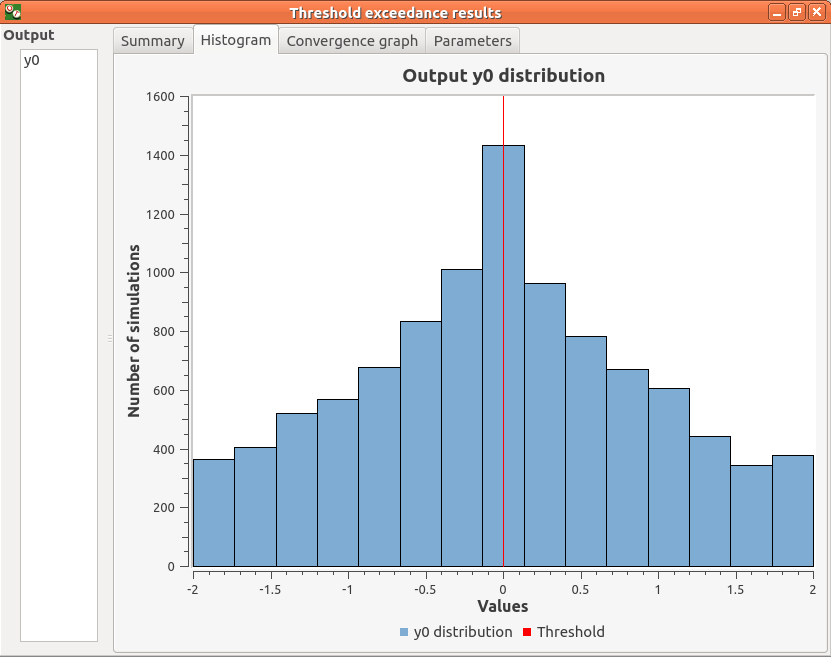 Threshold exceedance results
Output
y0
Summary
Histogram
Convergence graph
Parameters
Output y0 distribution
Number of simulations
1600
1400
1200
1000
800
600
400
200
0
-2 -1.5 -1 -0.5 0 0.5 1 1.5 2
Values
y0 distribution Threshold